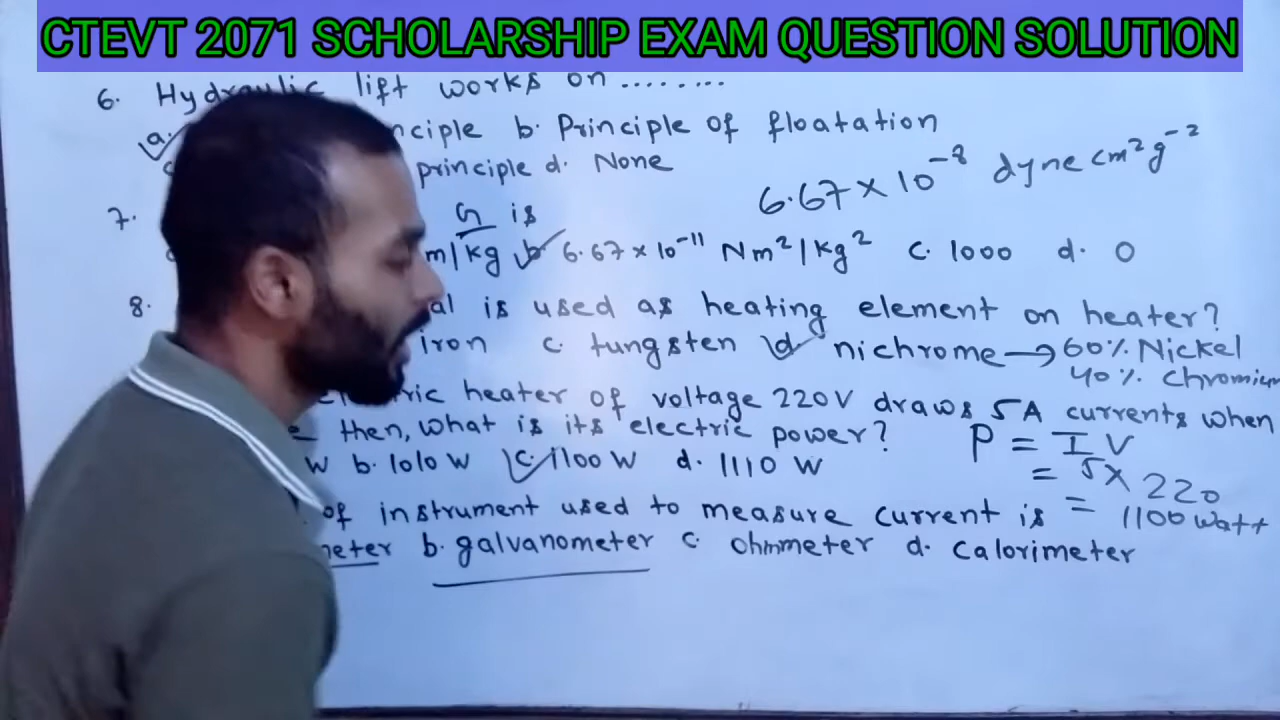 CTEVT 2071 SCHOLARSHIP EXAM QUESTION SOLUTION
6. Hydraulic lift works on .........
a. nciple b. Principle of floatation
principle d. None
6.67 × 10⁻⁸ dyne cm² g⁻²
7. G is
m/kg b. 6.67 × 10⁻¹¹ Nm²/kg² c. 1000 d. 0
8. al is used as heating element on heater?
iron c. tungsten d. nichrome → 60% Nickel
40% Chromium
ric heater of voltage 220V draws 5A currents when
then, what is its electric power?
P = IV
W b. 1010 W c. 1100 W d. 1110 W
= 5 × 220
of instrument used to measure current is
= 1100 watt
meter b. galvanometer c. ohmmeter d. calorimeter